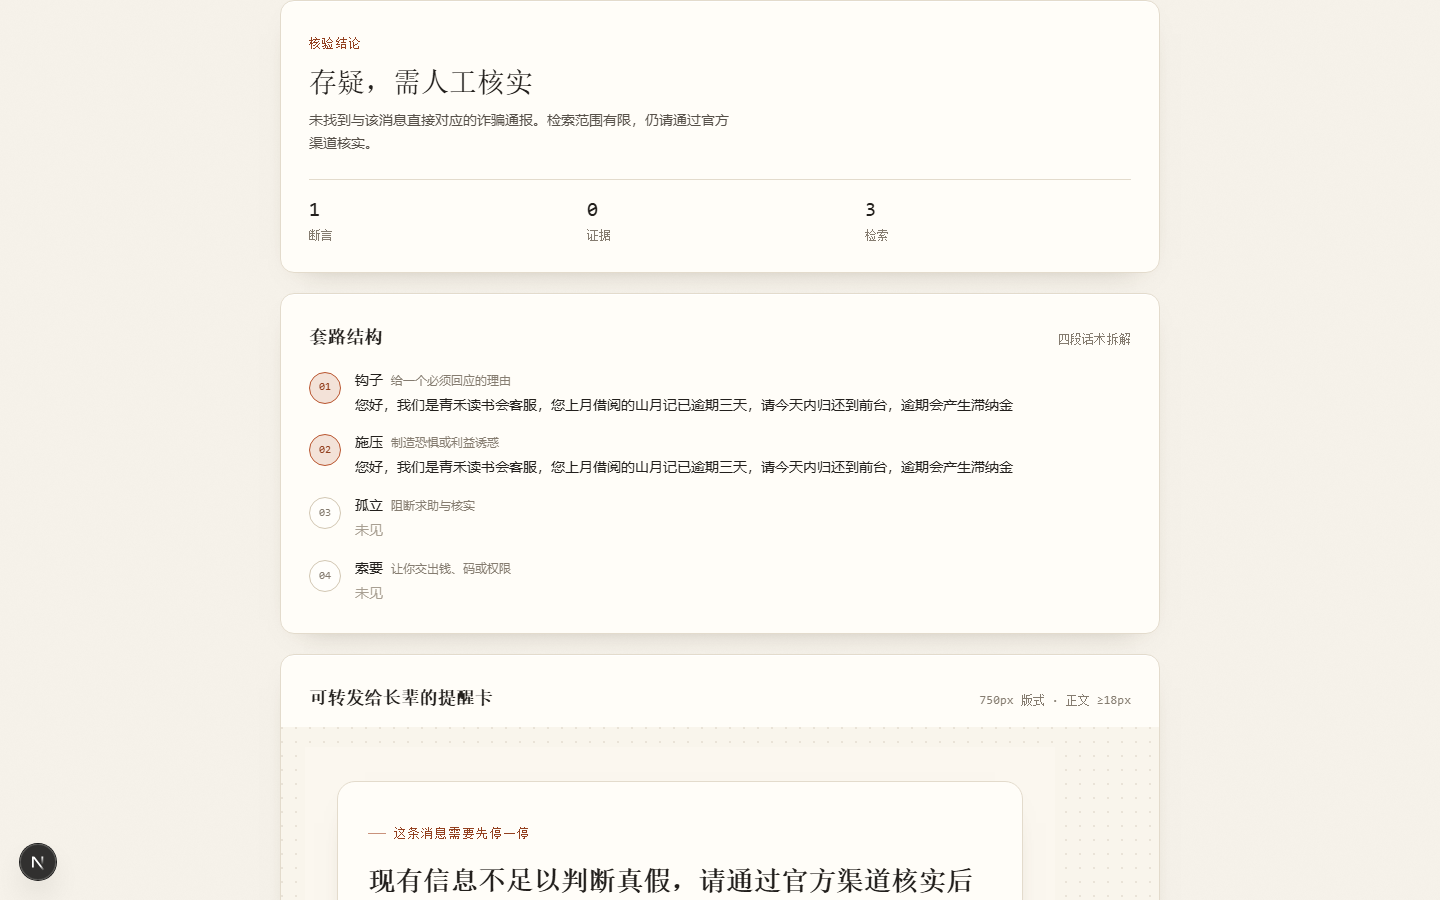 核验结论
存疑，需人工核实
未找到与该消息直接对应的诈骗通报。检索范围有限，仍请通过官方
渠道核实。
1 0 3
断言 证据 检索
套路结构 四段话术拆解
01 钩子 给一个必须回应的理由
您好，我们是青禾读书会客服，您上月借阅的山月记已逾期三天，请今天内归还到前台，逾期会产生滞纳金
02 施压 制造恐惧或利益诱惑
您好，我们是青禾读书会客服，您上月借阅的山月记已逾期三天，请今天内归还到前台，逾期会产生滞纳金
03 孤立 阻断求助与核实
未见
04 索要 让你交出钱、码或权限
未见
可转发给长辈的提醒卡 750px 版式 · 正文 ≥18px
这条消息需要先停一停
现有信息不足以判断真假，请通过官方渠道核实后
N